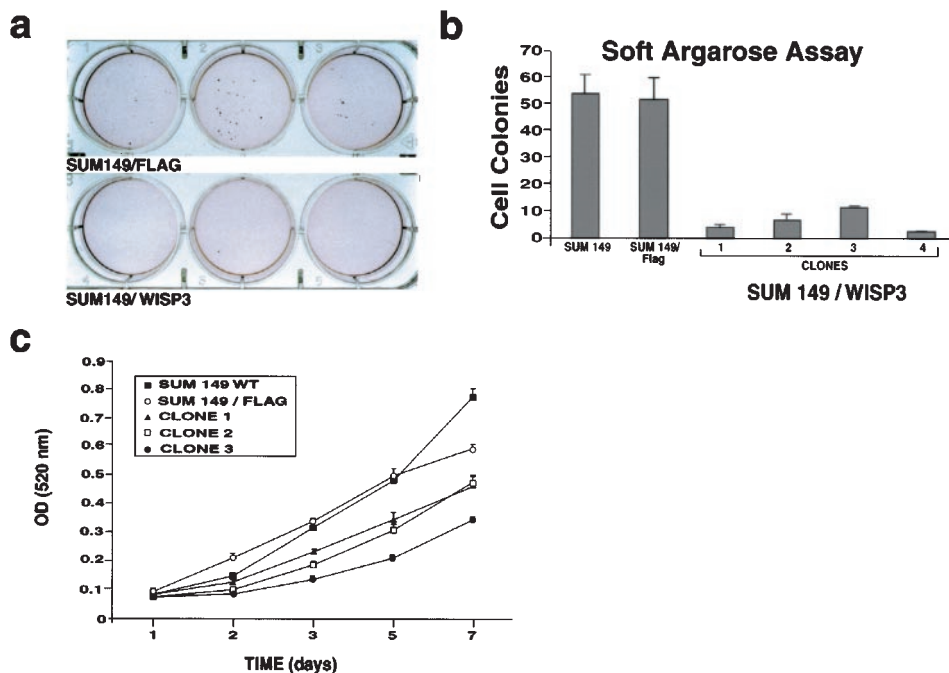 a
1
2
3
SUM149/FLAG
SUM149/ WISP3
b
Soft Argarose Assay
Cell Colonies
70
60
50
40
30
20
10
0
SUM 149
SUM 149/
Flag
1
2
3
4
CLONES
SUM 149 / WISP3
c
OD (520 nm)
0.9
0.8
0.7
0.6
0.5
0.4
0.3
0.2
0.1
0
SUM 149 WT
SUM 149 / FLAG
CLONE 1
CLONE 2
CLONE 3
1
2
3
5
7
TIME (days)